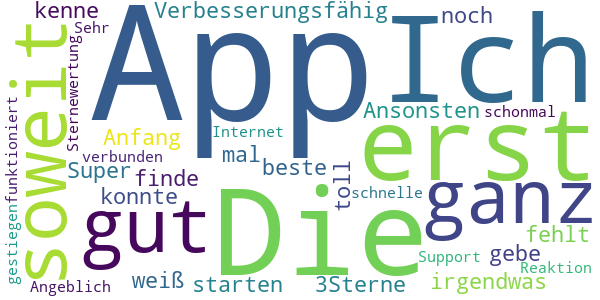 kenne
Sehr
Verbesserungsfähig
noch
App
Ich
soweit
Sternewertung
Ansonsten
schonmal
Anfang
Internet
erst
verbunden
mal
beste
Super
finde
toll
schnelle
ganz
konnte
gut
Die
funktioniert
gestiegen
fehlt
gebe
Support
Reaktion
Angeblich
weiß
starten
3Sterne
irgendwas